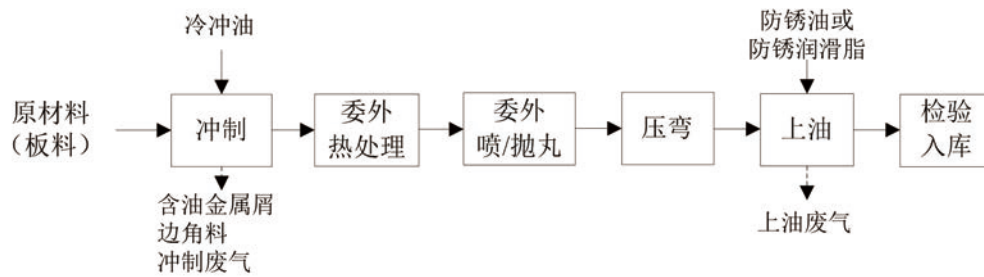 冷冲油
防锈油或
防锈润滑脂
原材料
（板料）
冲制
委外
热处理
委外
喷/抛丸
压弯
上油
检验
入库
含油金属屑
边角料
冲制废气
上油废气